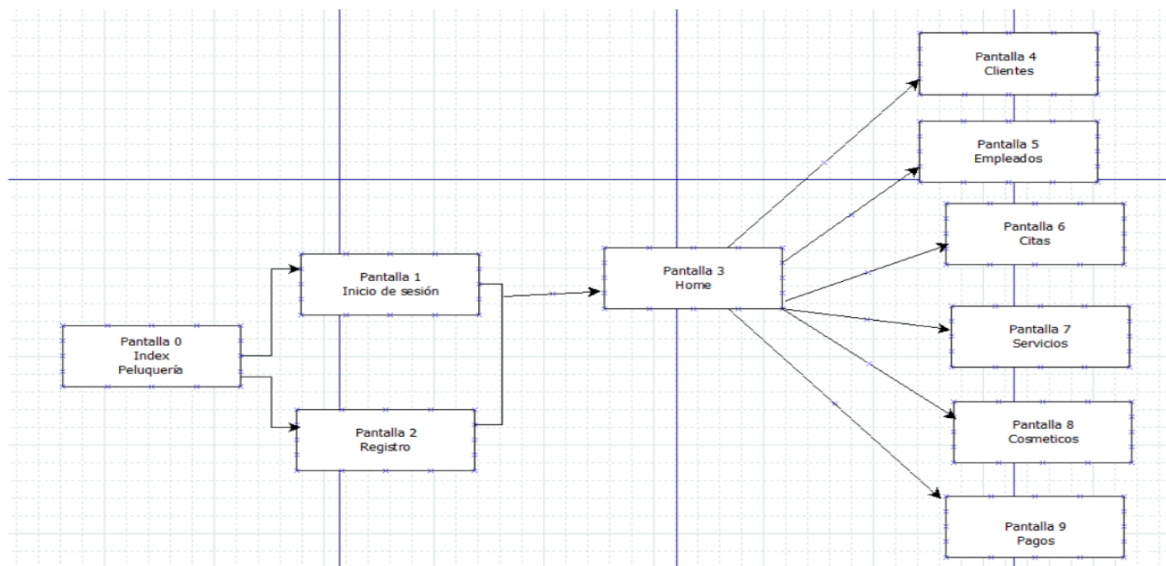 Pantalla 0
Index
Peluquería
Pantalla 1
Inicio de sesión
Pantalla 2
Registro
Pantalla 3
Home
Pantalla 4
Clientes
Pantalla 5
Empleados
Pantalla 6
Citas
Pantalla 7
Servicios
Pantalla 8
Cosmeticos
Pantalla 9
Pagos